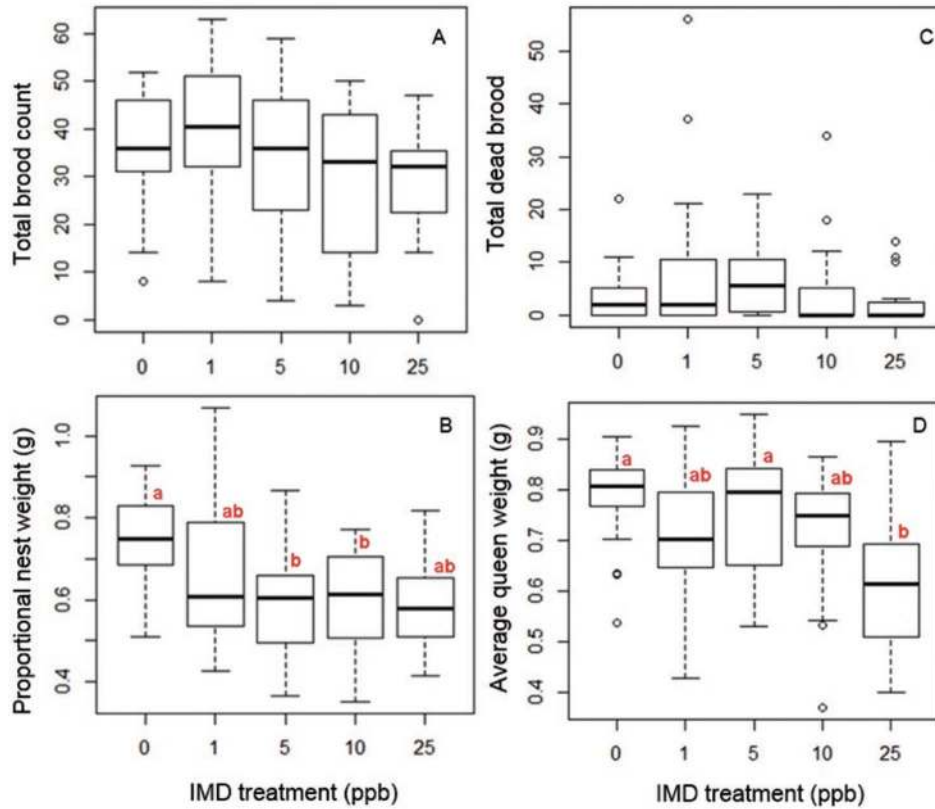 A
Total brood count
60
50
40
30
20
10
0
0 1 5 10 25
C
Total dead brood
50
40
30
20
10
0
0 1 5 10 25
B
Proportional nest weight (g)
1.0
0.8
0.6
0.4
a
ab
b
b
ab
0 1 5 10 25
IMD treatment (ppb)
D
Average queen weight (g)
0.9
0.8
0.7
0.6
0.5
0.4
a
ab
a
ab
b
0 1 5 10 25
IMD treatment (ppb)